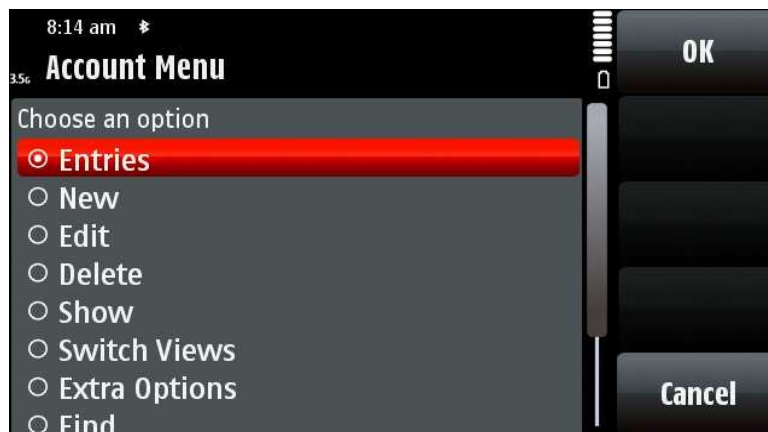 8:14 am
3.5G Account Menu
OK
Choose an option
Entries
New
Edit
Delete
Show
Switch Views
Extra Options
Find
Cancel